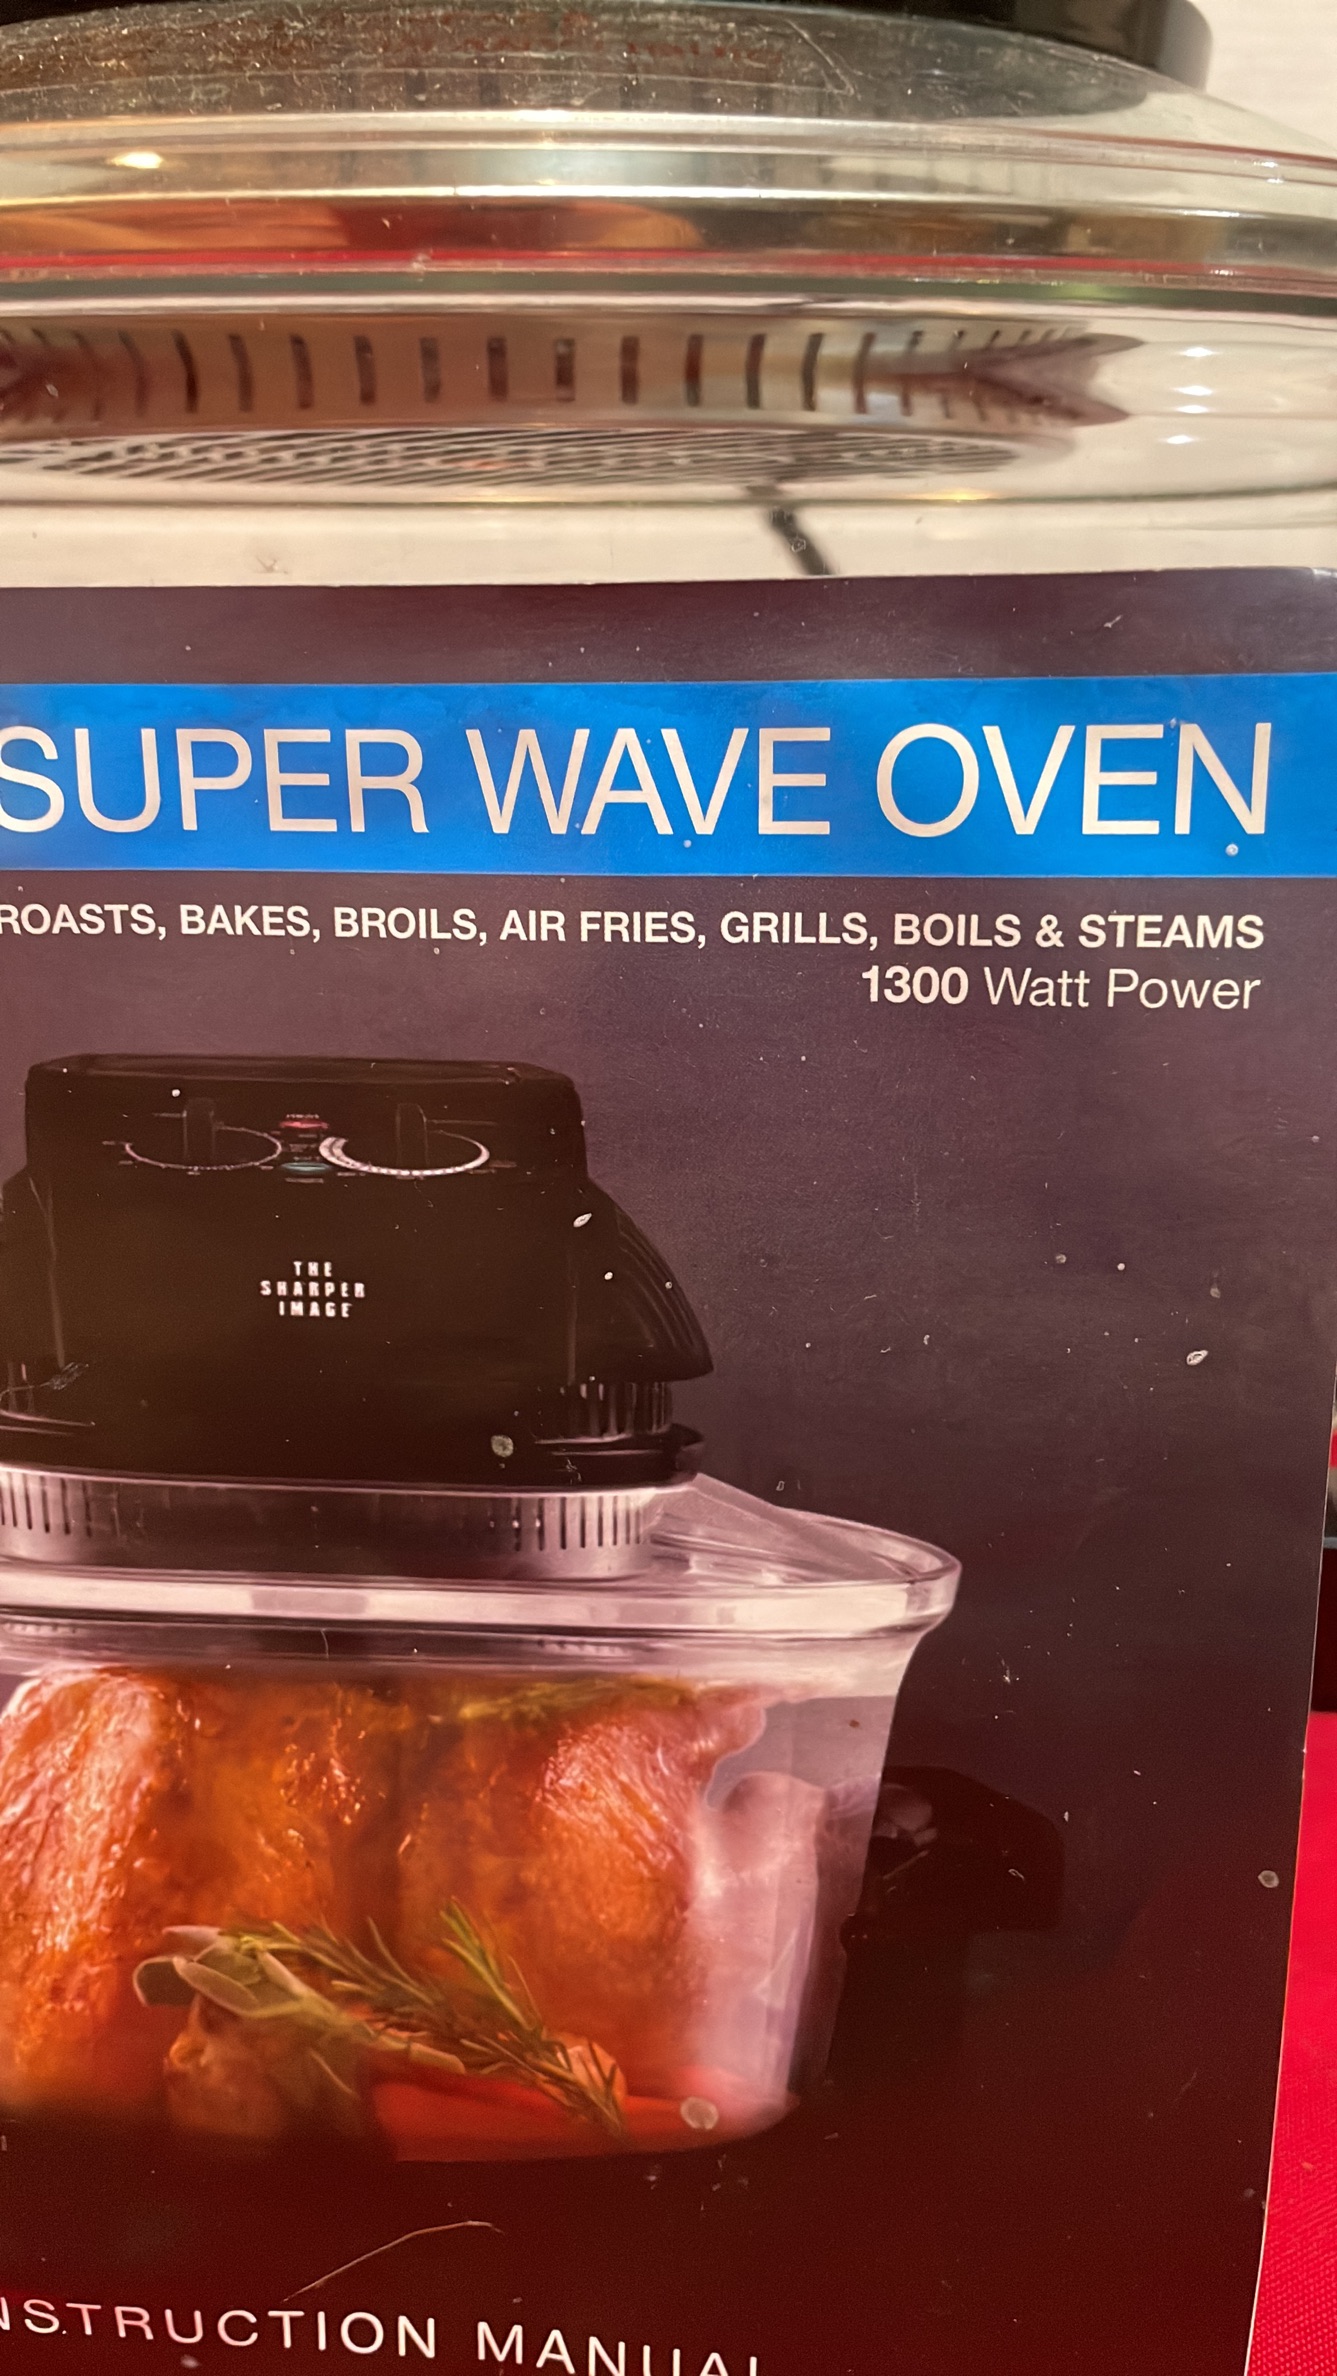 SUPER WAVE OVEN
ROASTS, BAKES, BROILS, AIR FRIES, GRILLS, BOILS & STEAMS
1300 Watt Power
THE
SHARPER
IMAGE
NSTRUCTION MANUAL